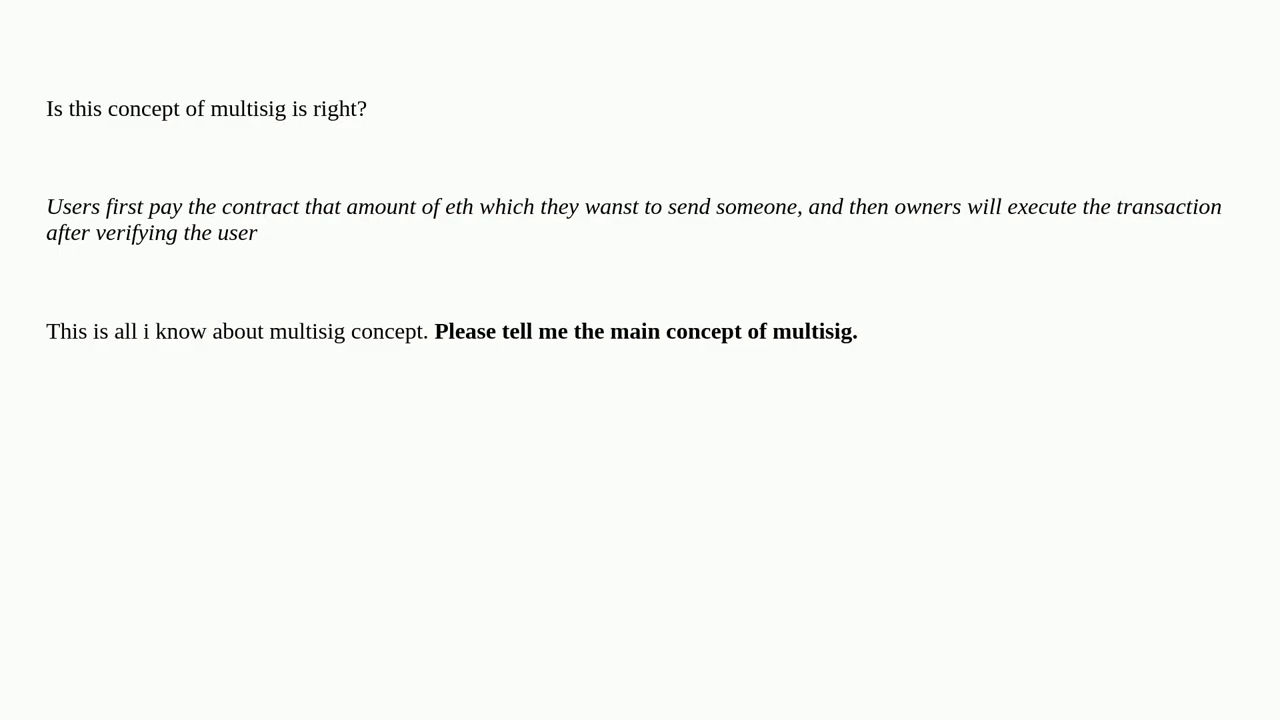 Is this concept of multisig is right?
Users first pay the contract that amount of eth which they wanst to send someone, and then owners will execute the transaction
after verifying the user
This is all i know about multisig concept. Please tell me the main concept of multisig.